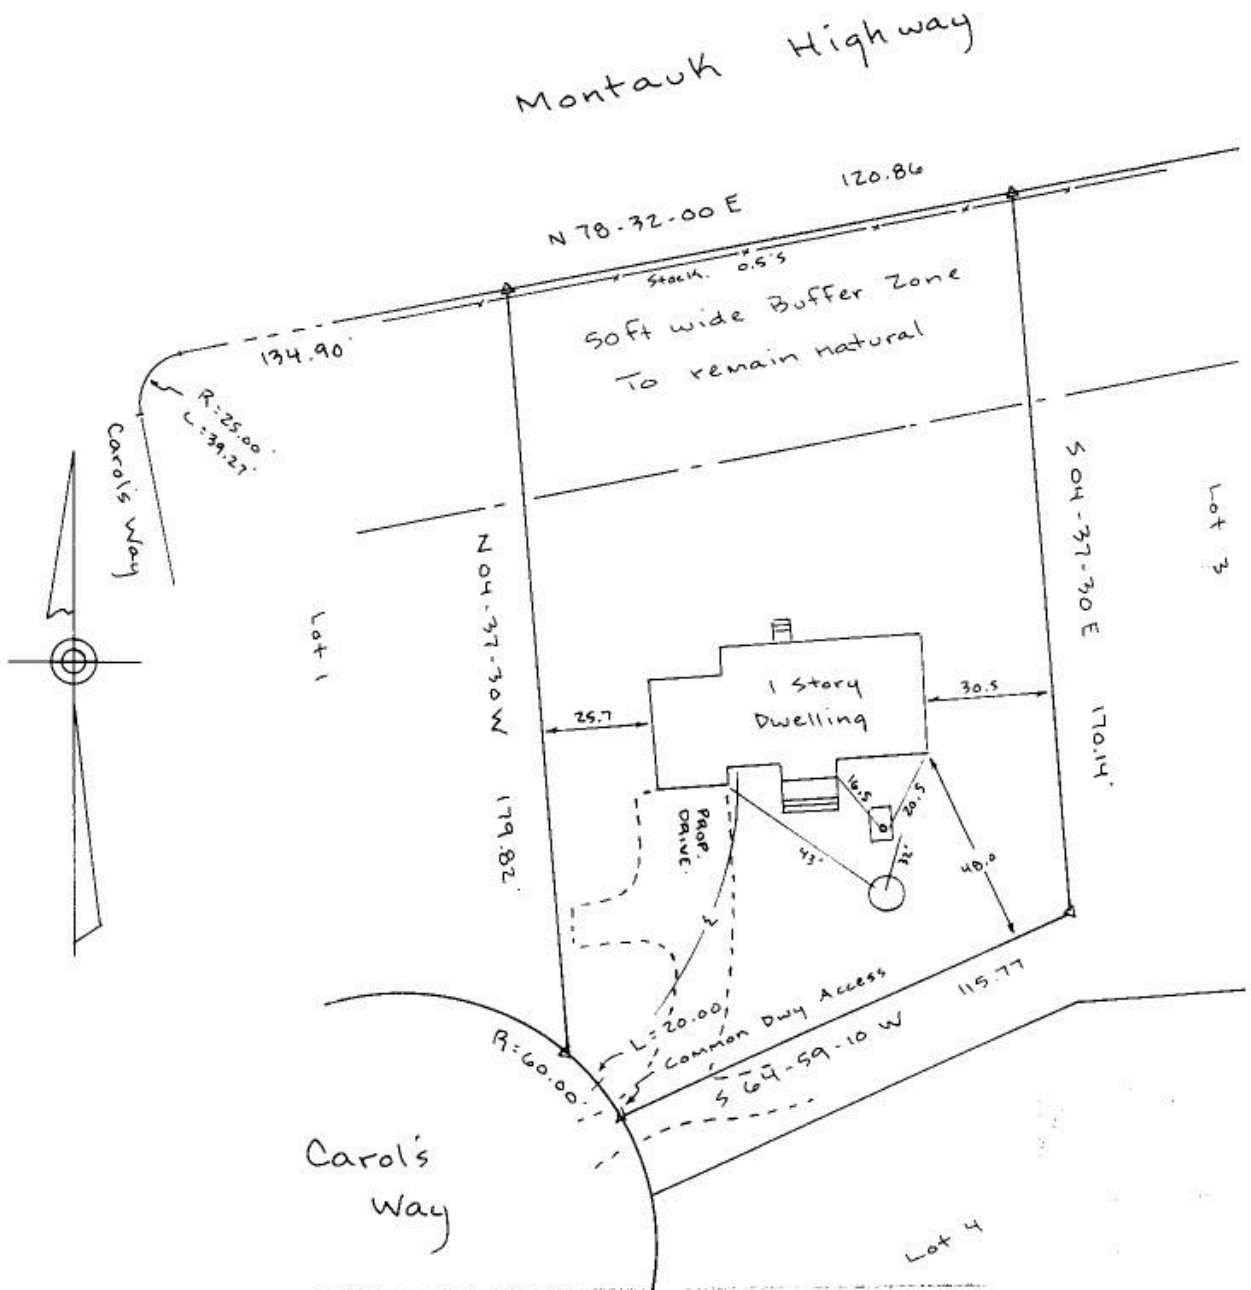 Montauk Highway
N 78-32-00 E 120.86
Stock. 0.5'S
50ft wide Buffer Zone
To remain natural
134.90'
R=25.00'
L=39.27'
Carol's Way
Lot 1
N 04-37-30 W 179.82'
S 04-37-30 E 170.14'
Lot 3
1 Story
Dwelling
25.7
30.5
PROP.
DRIVE
16.5
20.5
43'
32'
48.0
W
L=20.00
R=60.00
Common Dwy Access
S 64-59-10 W 115.77
Carol's
Way
Lot 4